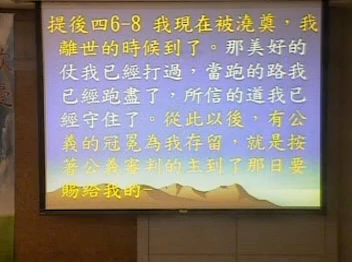 提後四6-8 我現在被澆奠，我
離世的時候到了。那美好的
仗我已經打過，當跑的路我
已經跑盡了，所信的道我已
經守住了。從此以後，有公
義的冠冕為我存留，就是按
著公義審判的主到了那日要
賜給我的…